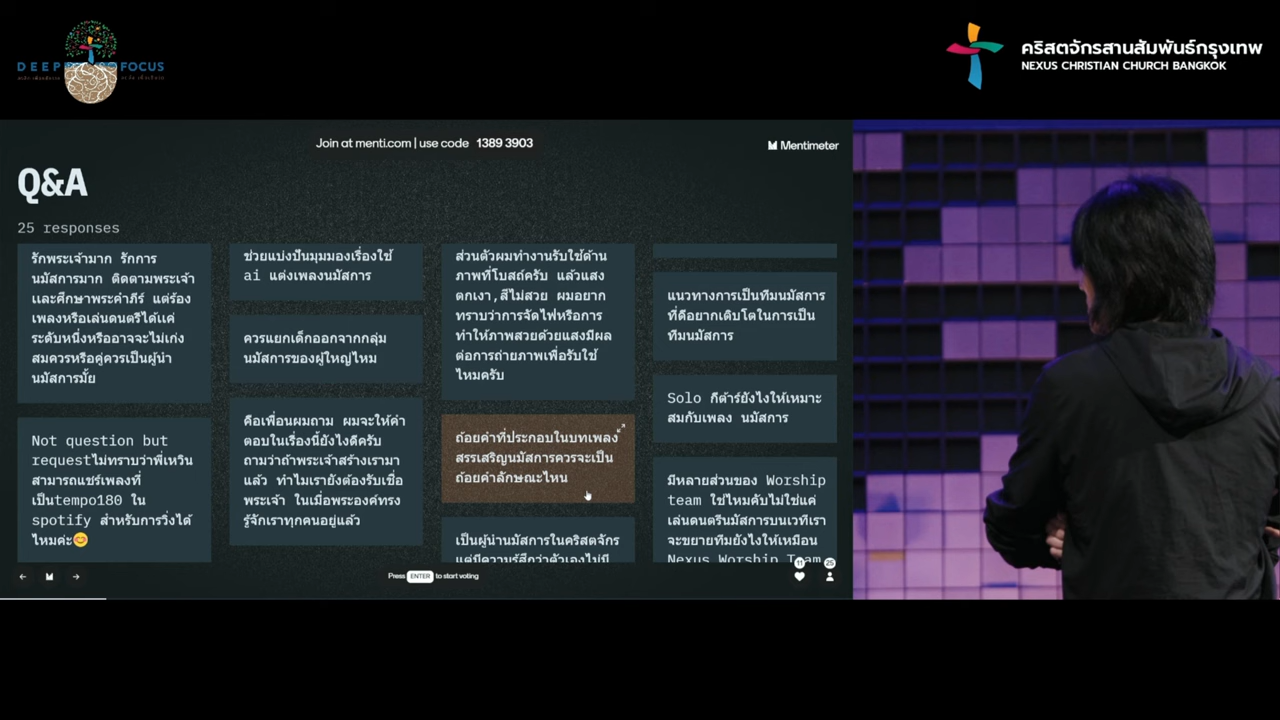 DEEP FOCUS
คริสตจักรสานสัมพันธ์กรุงเทพ
NEXUS CHRISTIAN CHURCH BANGKOK
Join at menti.com | use code 1389 3903
Mentimeter
Q&A
25 responses
รักพระเจ้ามาก รักการ
นมัสการมาก ติดตามพระเจ้า
และศึกษาพระคำภีร์ แต่ร้อง
เพลงหรือเล่นดนตรีได้แค่
ระดับหนึ่งหรืออาจจะไม่เก่ง
สมควรหรือคู่ควรเป็นผู้นำ
นมัสการมั้ย
Not question but
requestไม่ทราบว่าพี่เหวิน
สามารถแชร์เพลงที่
เป็นtempo180 ใน
spotify สำหรับการวิ่งได้
ไหมค่ะ😊
ช่วยแบ่งปันมุมมองเรื่องใช้
ai แต่งเพลงนมัสการ
ควรแยกเด็กออกจากกลุ่ม
นมัสการของผู้ใหญ่ไหม
คือเพื่อนผมถาม ผมจะให้คำ
ตอบในเรื่องนี้ยังไงดีครับ
ถามว่าถ้าพระเจ้าสร้างเรามา
แล้ว ทำไมเรายังต้องรับเชื่อ
พระเจ้า ในเมื่อพระองค์ทรง
รู้จักเราทุกคนอยู่แล้ว
ส่วนตัวผมทำงานรับใช้ด้าน
ภาพที่โบสถ์ครับ แล้วแสง
ตกเงา,สีไม่สวย ผมอยาก
ทราบว่าการจัดไฟหรือการ
ทำให้ภาพสวยด้วยแสงมีผล
ต่อการถ่ายภาพเพื่อรับใช้
ไหมครับ
ถ้อยคำที่ประกอบในบทเพลง
สรรเสริญนมัสการควรจะเป็น
ถ้อยคำลักษณะไหน
เป็นผู้นำนมัสการในคริสตจักร
แต่มีความรู้สึกว่าตัวเองไม่มี
แนวทางการเป็นทีมนมัสการ
ที่ดีอยากเติบโตในการเป็น
ทีมนมัสการ
Solo กีต้าร์ยังไงให้เหมาะ
สมกับเพลง นมัสการ
มีหลายส่วนของ Worship
team ใช่ไหมคับไม่ใช่แค่
เล่นดนตรีนมัสการบนเวทีเรา
จะขยายทีมยังไงให้เหมือน
Nexus Worship Team
Press ENTER to start voting
11
25